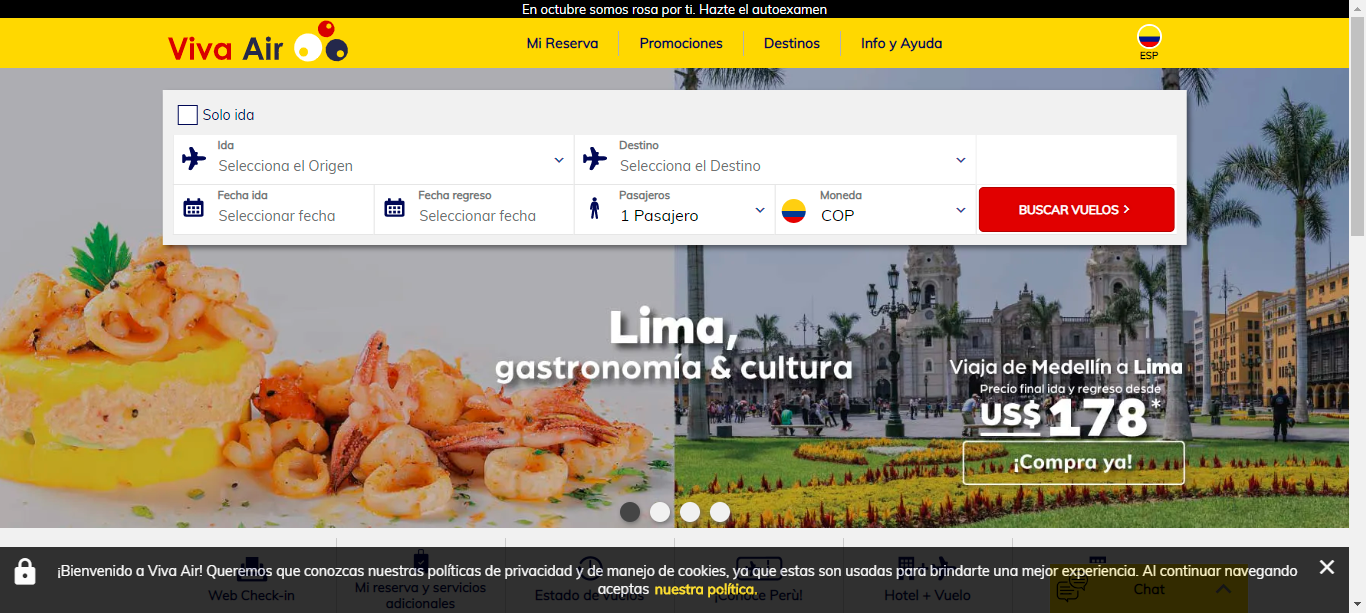 En octubre somos rosa por ti. Hazte el autoexamen
Viva Air
Mi Reserva
Promociones
Destinos
Info y Ayuda
ESP
Solo ida
Ida
Selecciona el Origen
Destino
Selecciona el Destino
Fecha ida
Seleccionar fecha
Fecha regreso
Seleccionar fecha
Pasajeros
1 Pasajero
Moneda
COP
BUSCAR VUELOS >
Lima,
gastronomía & cultura
Viaja de Medellín a Lima
Precio final ida y regreso desde
US$ 178*
¡Compra ya!
¡Bienvenido a Viva Air! Queremos que conozcas nuestras políticas de privacidad y de manejo de cookies, ya que estas son usadas para brindarte una mejor experiencia. Al continuar navegando
aceptas nuestra política.
Web Check-in
Mi reserva y servicios
adicionales
Estado de vuelos
¡Conoce Perù!
Hotel + Vuelo
Chat